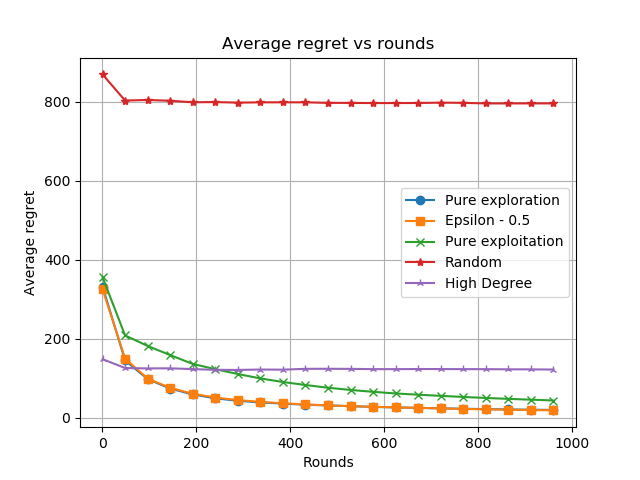 Average regret vs rounds
Average regret
800
600
400
200
0
Pure exploration
Epsilon - 0.5
Pure exploitation
Random
High Degree
0
200
400
600
800
1000
Rounds